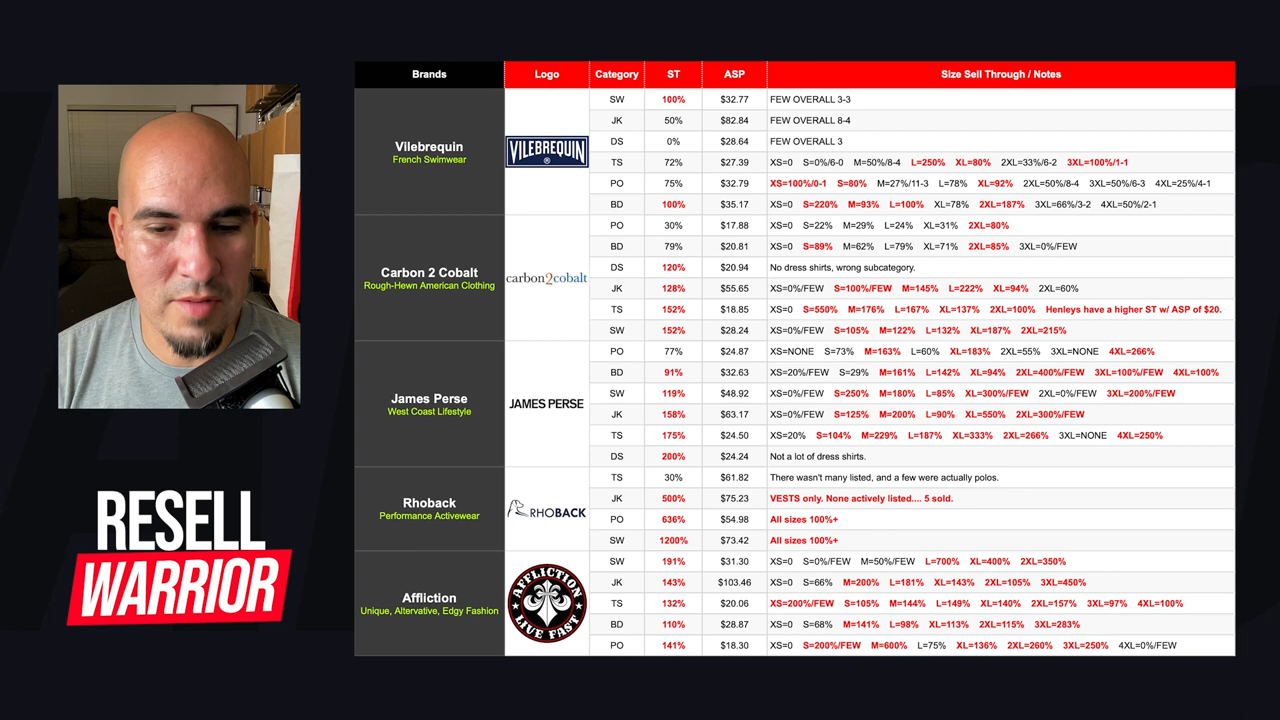 Brands Logo Category ST ASP Size Sell Through / Notes
Vilebrequin
French Swimwear
VILEBREQUIN
®
SW 100% $32.77 FEW OVERALL 3-3
JK 50% $82.84 FEW OVERALL 8-4
DS 0% $28.64 FEW OVERALL 3
TS 72% $27.39 XS=0 S=0%/6-0 M=50%/8-4 L=250% XL=80% 2XL=33%/6-2 3XL=100%/1-1
PO 75% $32.79 XS=100%/0-1 S=80% M=27%/11-3 L=78% XL=92% 2XL=50%/8-4 3XL=50%/6-3 4XL=25%/4-1
BD 100% $35.17 XS=0 S=220% M=93% L=100% XL=78% 2XL=187% 3XL=66%/3-2 4XL=50%/2-1
Carbon 2 Cobalt
Rough-Hewn American Clothing
carbon2cobalt
PO 30% $17.88 XS=0 S=22% M=29% L=24% XL=31% 2XL=80%
BD 79% $20.81 XS=0 S=89% M=62% L=79% XL=71% 2XL=85% 3XL=0%/FEW
DS 120% $20.94 No dress shirts, wrong subcategory.
JK 128% $55.65 XS=0%/FEW S=100%/FEW M=145% L=222% XL=94% 2XL=60%
TS 152% $18.85 XS=0 S=550% M=176% L=167% XL=137% 2XL=100% Henleys have a higher ST w/ ASP of $20.
SW 152% $28.24 XS=0%/FEW S=105% M=122% L=132% XL=187% 2XL=215%
James Perse
West Coast Lifestyle
JAMES PERSE
PO 77% $24.87 XS=NONE S=73% M=163% L=60% XL=183% 2XL=55% 3XL=NONE 4XL=266%
BD 91% $32.63 XS=20%/FEW S=29% M=161% L=142% XL=94% 2XL=400%/FEW 3XL=100%/FEW 4XL=100%
SW 119% $48.92 XS=0%/FEW S=250% M=180% L=85% XL=300%/FEW 2XL=0%/FEW 3XL=200%/FEW
JK 158% $63.17 XS=0%/FEW S=125% M=200% L=90% XL=550% 2XL=300%/FEW
TS 175% $24.50 XS=20% S=104% M=229% L=187% XL=333% 2XL=266% 3XL=NONE 4XL=250%
DS 200% $24.24 Not a lot of dress shirts.
Rhoback
Performance Activewear
RHOBACK
TS 30% $61.82 There wasn't many listed, and a few were actually polos.
JK 500% $75.23 VESTS only. None actively listed.... 5 sold.
PO 636% $54.98 All sizes 100%+
SW 1200% $73.42 All sizes 100%+
Affliction
Unique, Altervative, Edgy Fashion
AFFLICTION
LIVE FAST
SW 191% $31.30 XS=0 S=0%/FEW M=50%/FEW L=700% XL=400% 2XL=350%
JK 143% $103.46 XS=0 S=66% M=200% L=181% XL=143% 2XL=105% 3XL=450%
TS 132% $20.06 XS=200%/FEW S=105% M=144% L=149% XL=140% 2XL=157% 3XL=97% 4XL=100%
BD 110% $28.87 XS=0 S=68% M=141% L=98% XL=113% 2XL=115% 3XL=283%
PO 141% $18.30 XS=0 S=200%/FEW M=600% L=75% XL=136% 2XL=260% 3XL=250% 4XL=0%/FEW
RESELL
WARRIOR